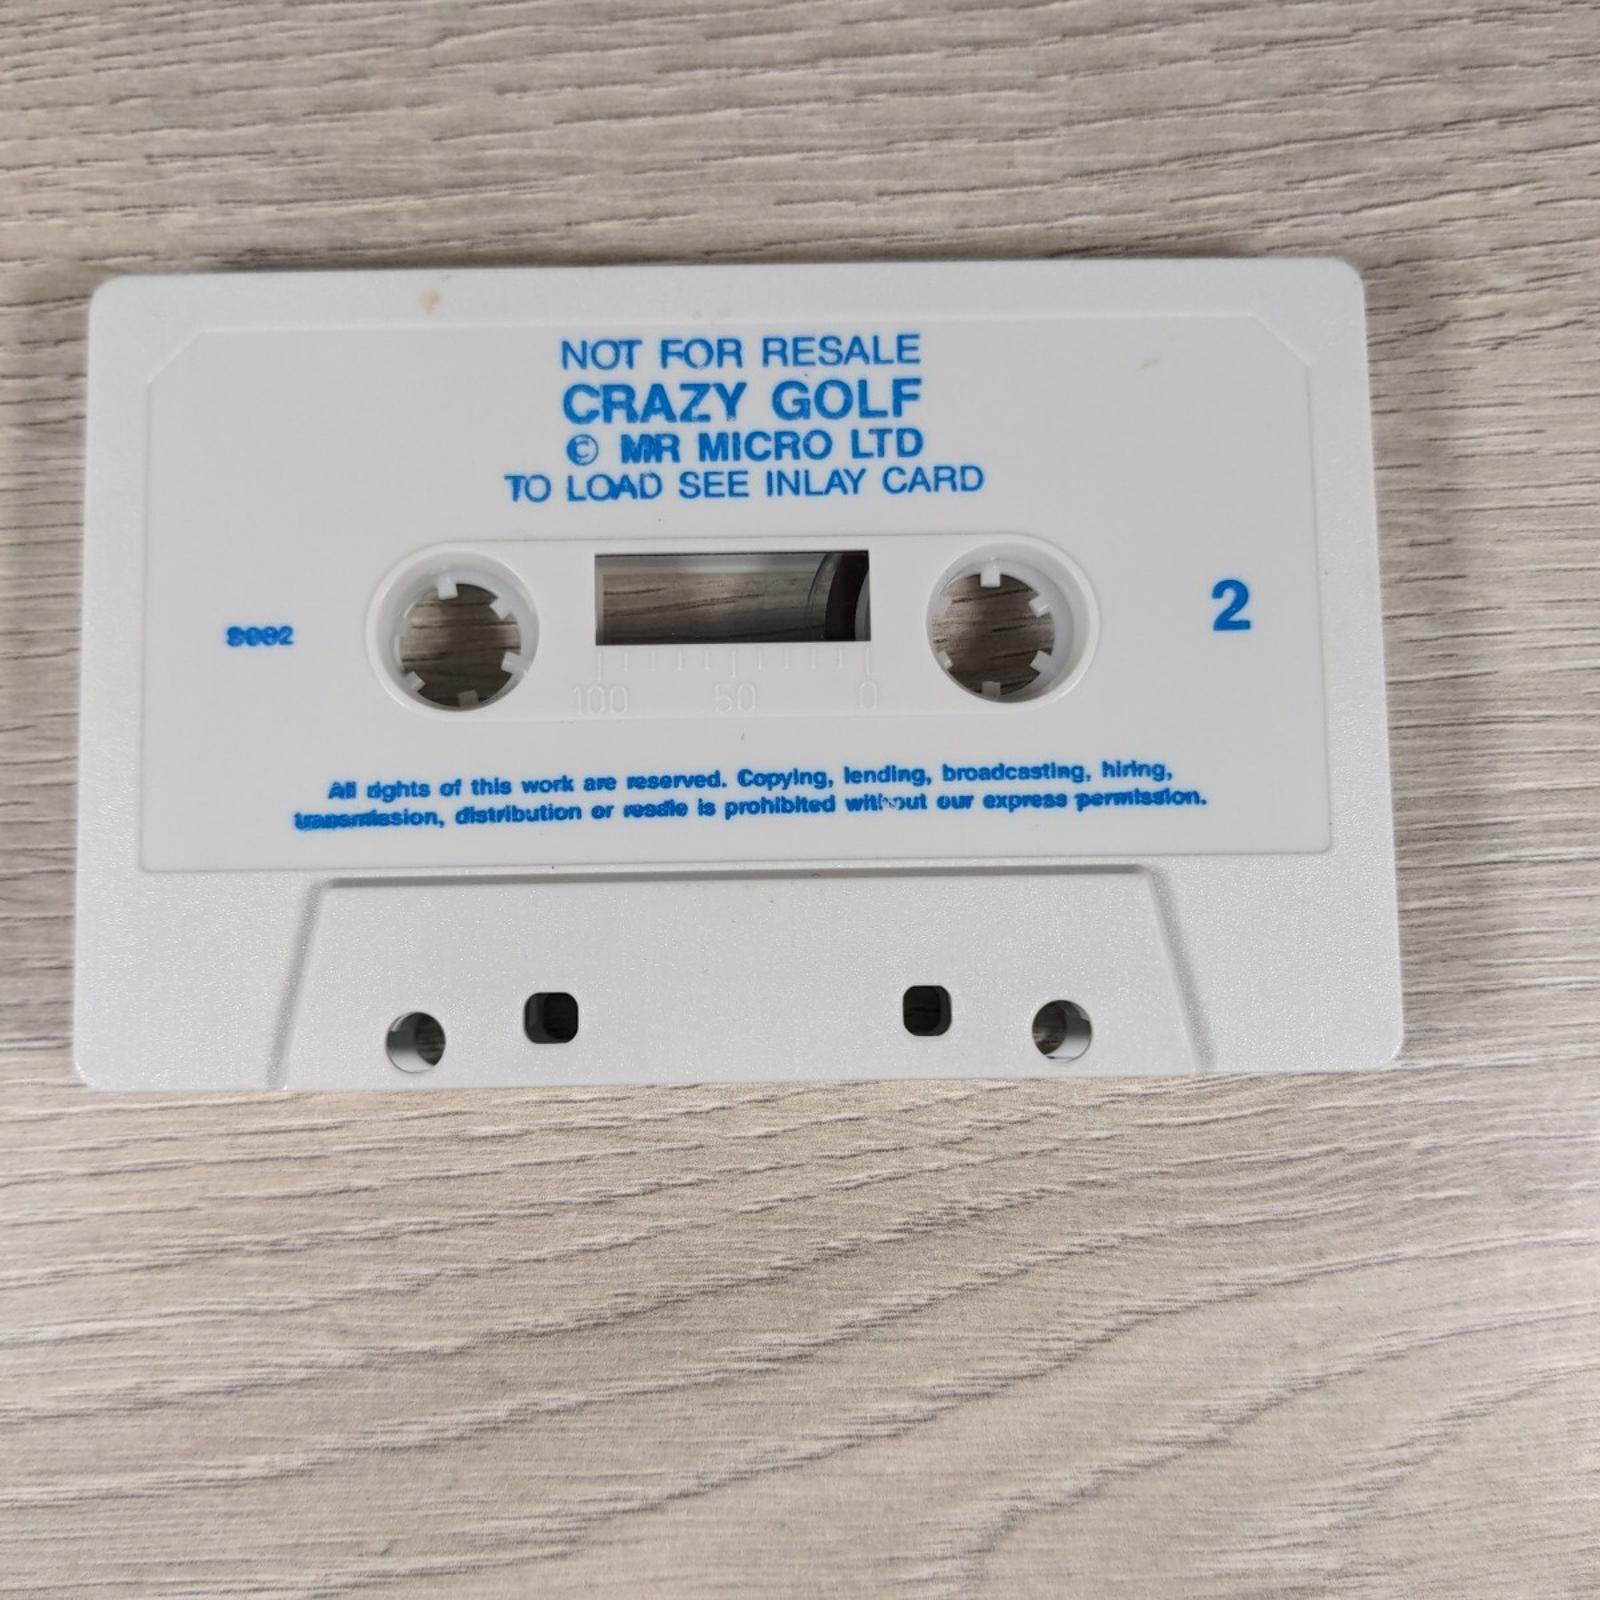 NOT FOR RESALE
CRAZY GOLF
© MR MICRO LTD
TO LOAD SEE INLAY CARD
2
100 50 0
All rights of this work are reserved. Copying, lending, broadcasting, hiring,
transmission, distribution or resale is prohibited without our express permission.